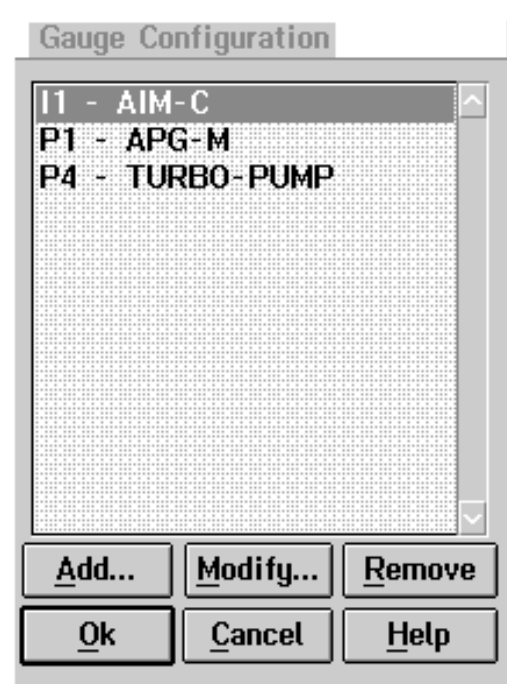 Gauge Configuration
I1 - AIM-C
P1 - APG-M
P4 - TURBO-PUMP
Add... Modify... Remove
Ok Cancel Help